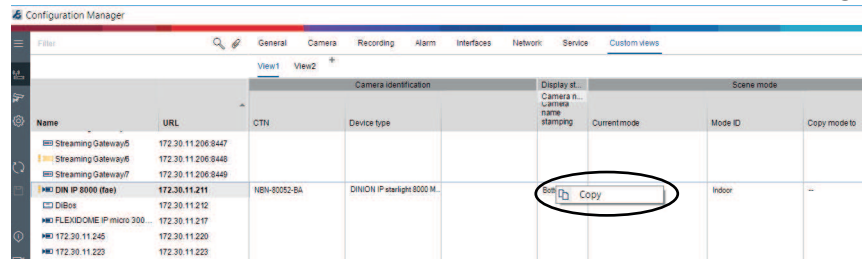 Configuration Manager
Filter General Camera Recording Alarm Interfaces Network Service Custom views
View1 View2 +
Camera identification Display st... Scene mode
Camera n...
Name URL CTN Device type Camera name stamping Current mode Mode ID Copy mode to
Streaming Gateway/5 172.30.11.206:8447
Streaming Gateway/6 172.30.11.206:8448
Streaming Gateway/7 172.30.11.206:8449
DIN IP 8000 (fae) 172.30.11.211 NBN-80052-BA DINION IP starlight 8000 M... Copy Indoor --
DiBos 172.30.11.212
FLEXIDOME IP micro 300... 172.30.11.217
172.30.11.245 172.30.11.220
172.30.11.223 172.30.11.223